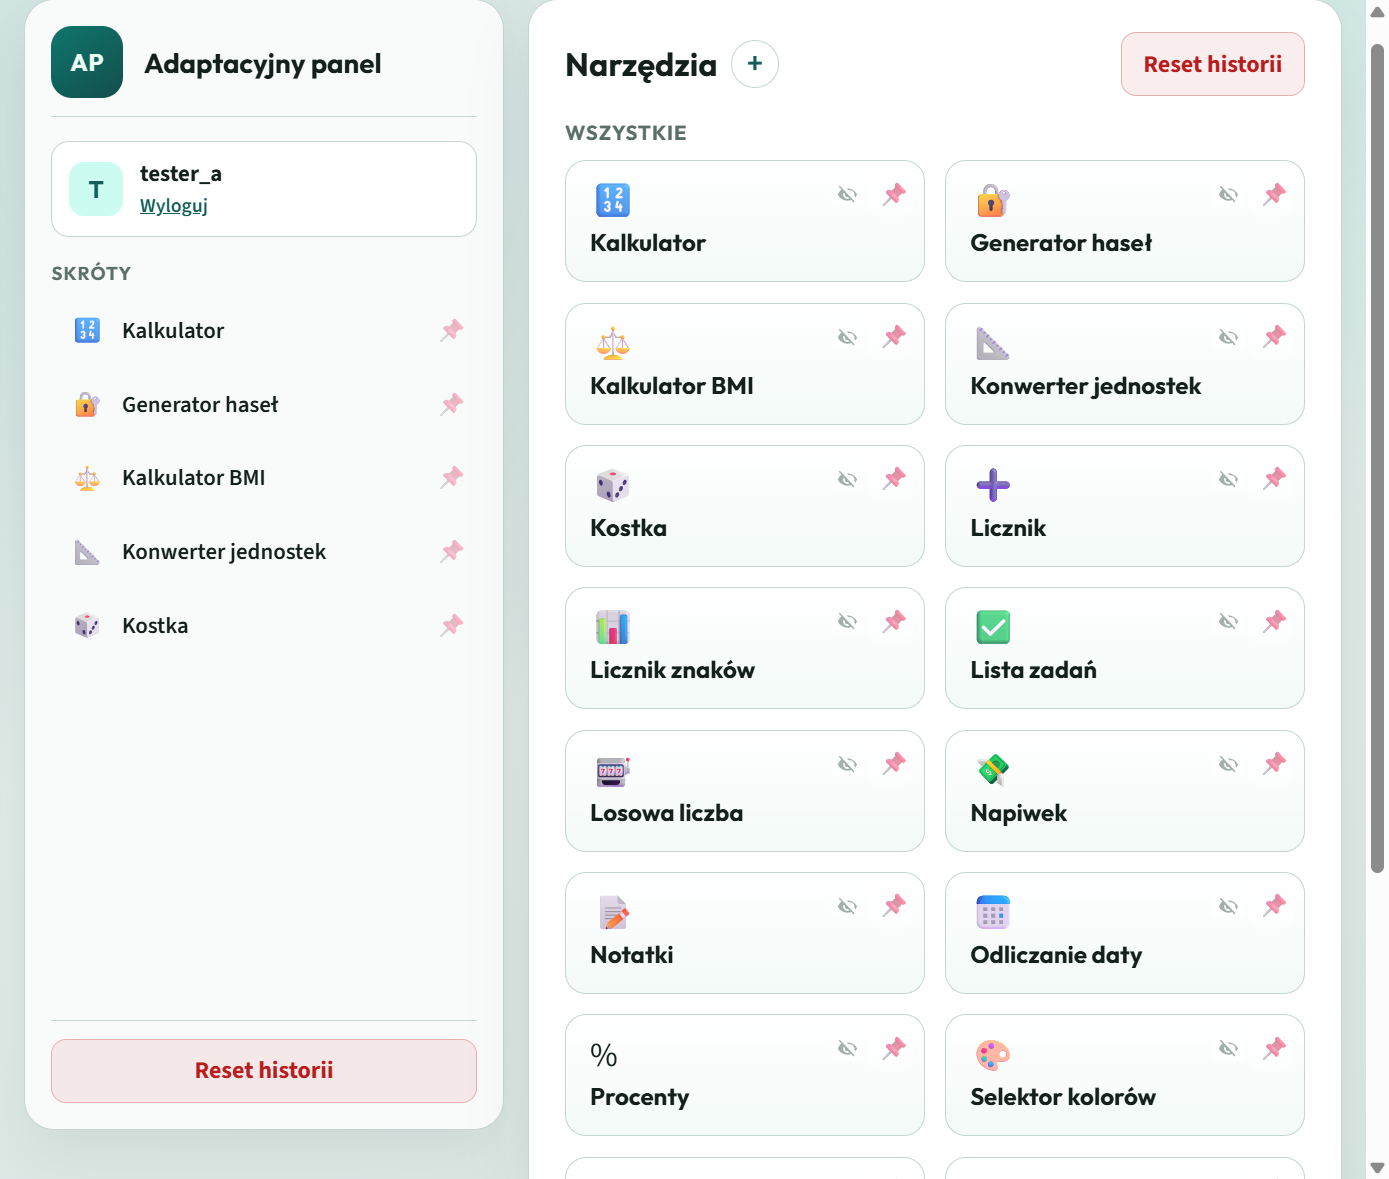 AP
Adaptacyjny panel
T
tester_a
Wyloguj
SKRÓTY
Kalkulator
Generator haseł
Kalkulator BMI
Konwerter jednostek
Kostka
Reset historii
Narzędzia
+
Reset historii
WSZYSTKIE
Kalkulator
Generator haseł
Kalkulator BMI
Konwerter jednostek
Kostka
Licznik
Licznik znaków
Lista zadań
Losowa liczba
Napiwek
Notatki
Odliczanie daty
%
Procenty
Selektor kolorów